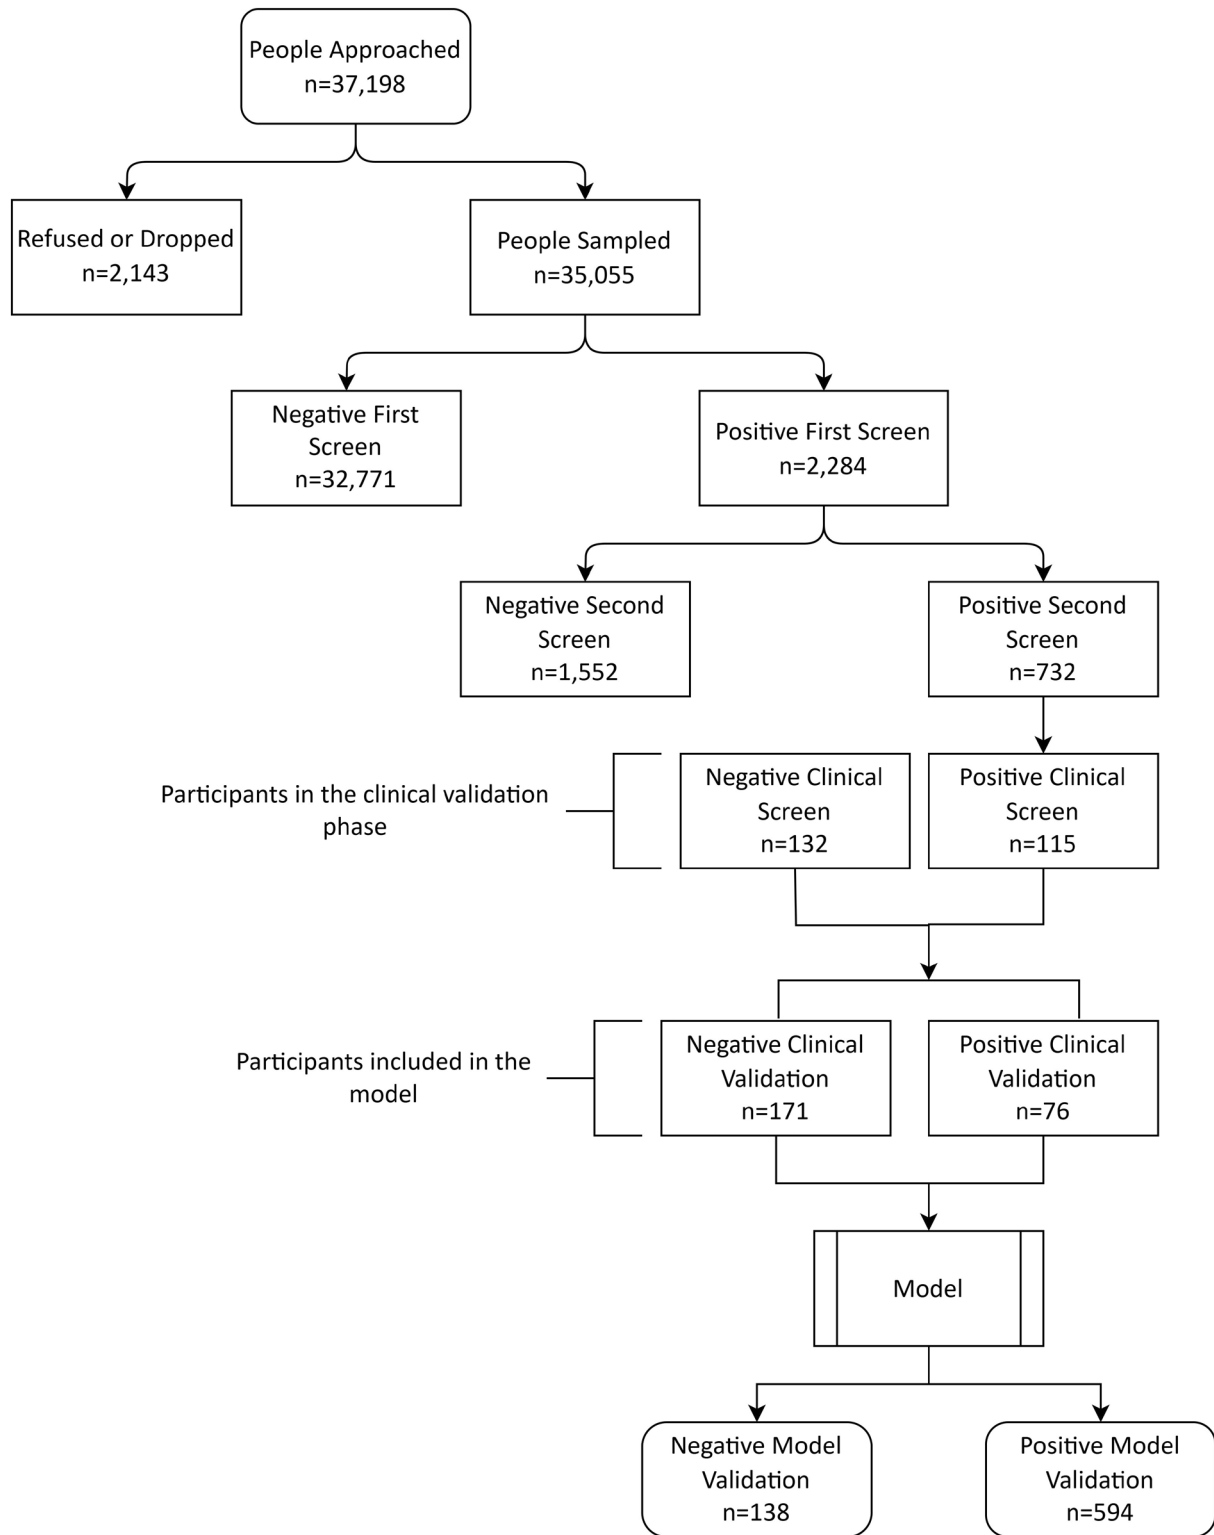 People Approached
n=37,198
Refused or Dropped
n=2,143
People Sampled
n=35,055
Negative First
Screen
n=32,771
Positive First Screen
n=2,284
Negative Second
Screen
n=1,552
Positive Second
Screen
n=732
Participants in the clinical validation
phase
Negative Clinical
Screen
n=132
Positive Clinical
Screen
n=115
Participants included in the
model
Negative Clinical
Validation
n=171
Positive Clinical
Validation
n=76
Model
Negative Model
Validation
n=138
Positive Model
Validation
n=594